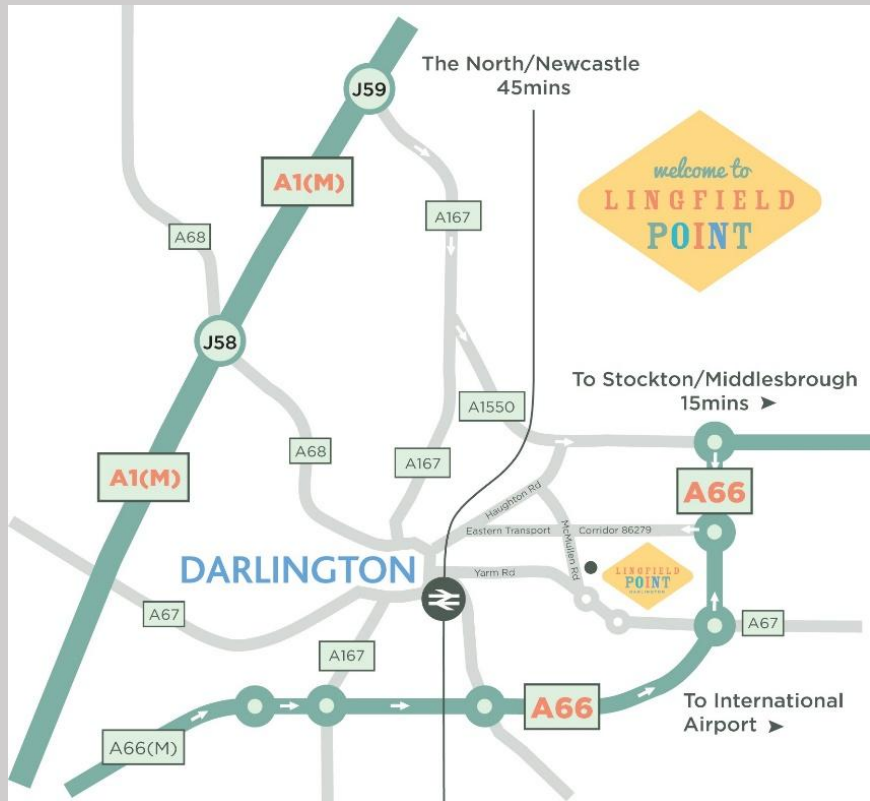 The North/Newcastle
45mins
J59
A1(M)
welcome to
LINGFIELD
POINT
A167
A68
J58
To Stockton/Middlesbrough
15mins
A1550
A68
A167
A1(M)
A66
Haughton Rd
Eastern Transport Corridor 86279
McMullen Rd
DARLINGTON
Yarm Rd
LINGFIELD
POINT
DARLINGTON
A67
A67
A167
A66
To International
Airport
A66(M)